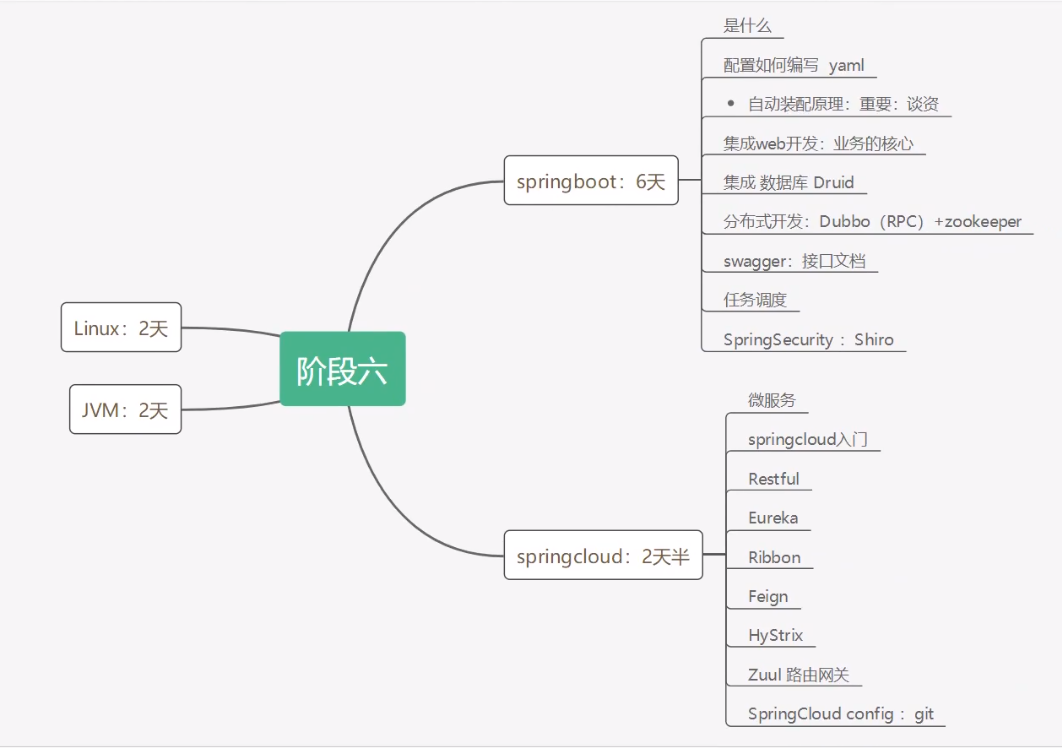 阶段六
springboot：6天
是什么
配置如何编写 yaml
• 自动装配原理：重要：谈资
集成web开发：业务的核心
集成 数据库 Druid
分布式开发：Dubbo（RPC）+zookeeper
swagger：接口文档
任务调度
SpringSecurity ：Shiro
springcloud：2天半
微服务
springcloud入门
Restful
Eureka
Ribbon
Feign
HyStrix
Zuul 路由网关
SpringCloud config ：git
Linux：2天
JVM：2天